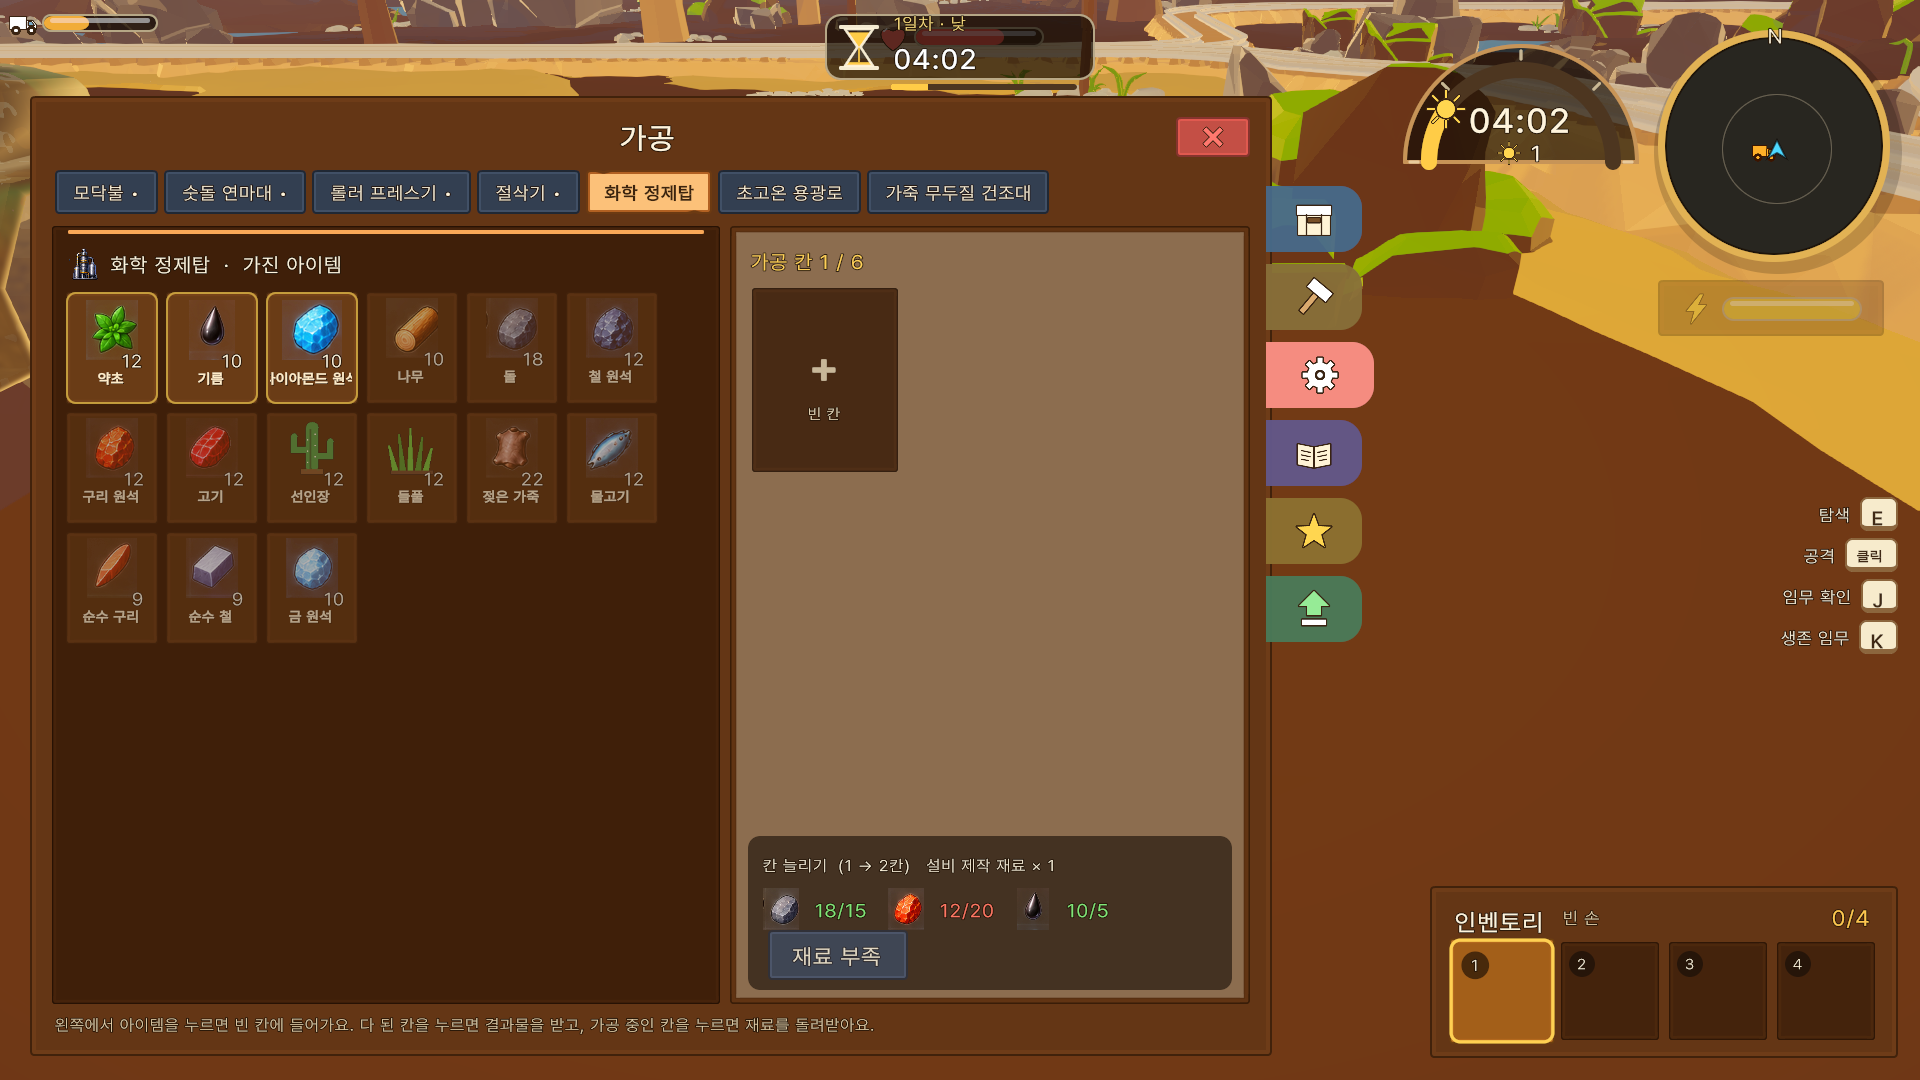 1일차 · 낮
04:02
N
04:02
1
가공
모닥불 •
숫돌 연마대 •
롤러 프레스기 •
절삭기 •
화학 정제탑
초고온 용광로
가죽 무두질 건조대
화학 정제탑 · 가진 아이템
12
약초
10
기름
10
다이아몬드 원석
10
나무
18
돌
12
철 원석
12
구리 원석
12
고기
12
선인장
12
들풀
22
젖은 가죽
12
물고기
9
순수 구리
9
순수 철
10
금 원석
가공 칸 1 / 6
+
빈 칸
칸 늘리기 (1 → 2칸) 설비 제작 재료 × 1
18/15
12/20
10/5
재료 부족
왼쪽에서 아이템을 누르면 빈 칸에 들어가요. 다 된 칸을 누르면 결과물을 받고, 가공 중인 칸을 누르면 재료를 돌려받아요.
탐색 E
공격 클릭
임무 확인 J
생존 임무 K
인벤토리 빈 손 0/4
1
2
3
4